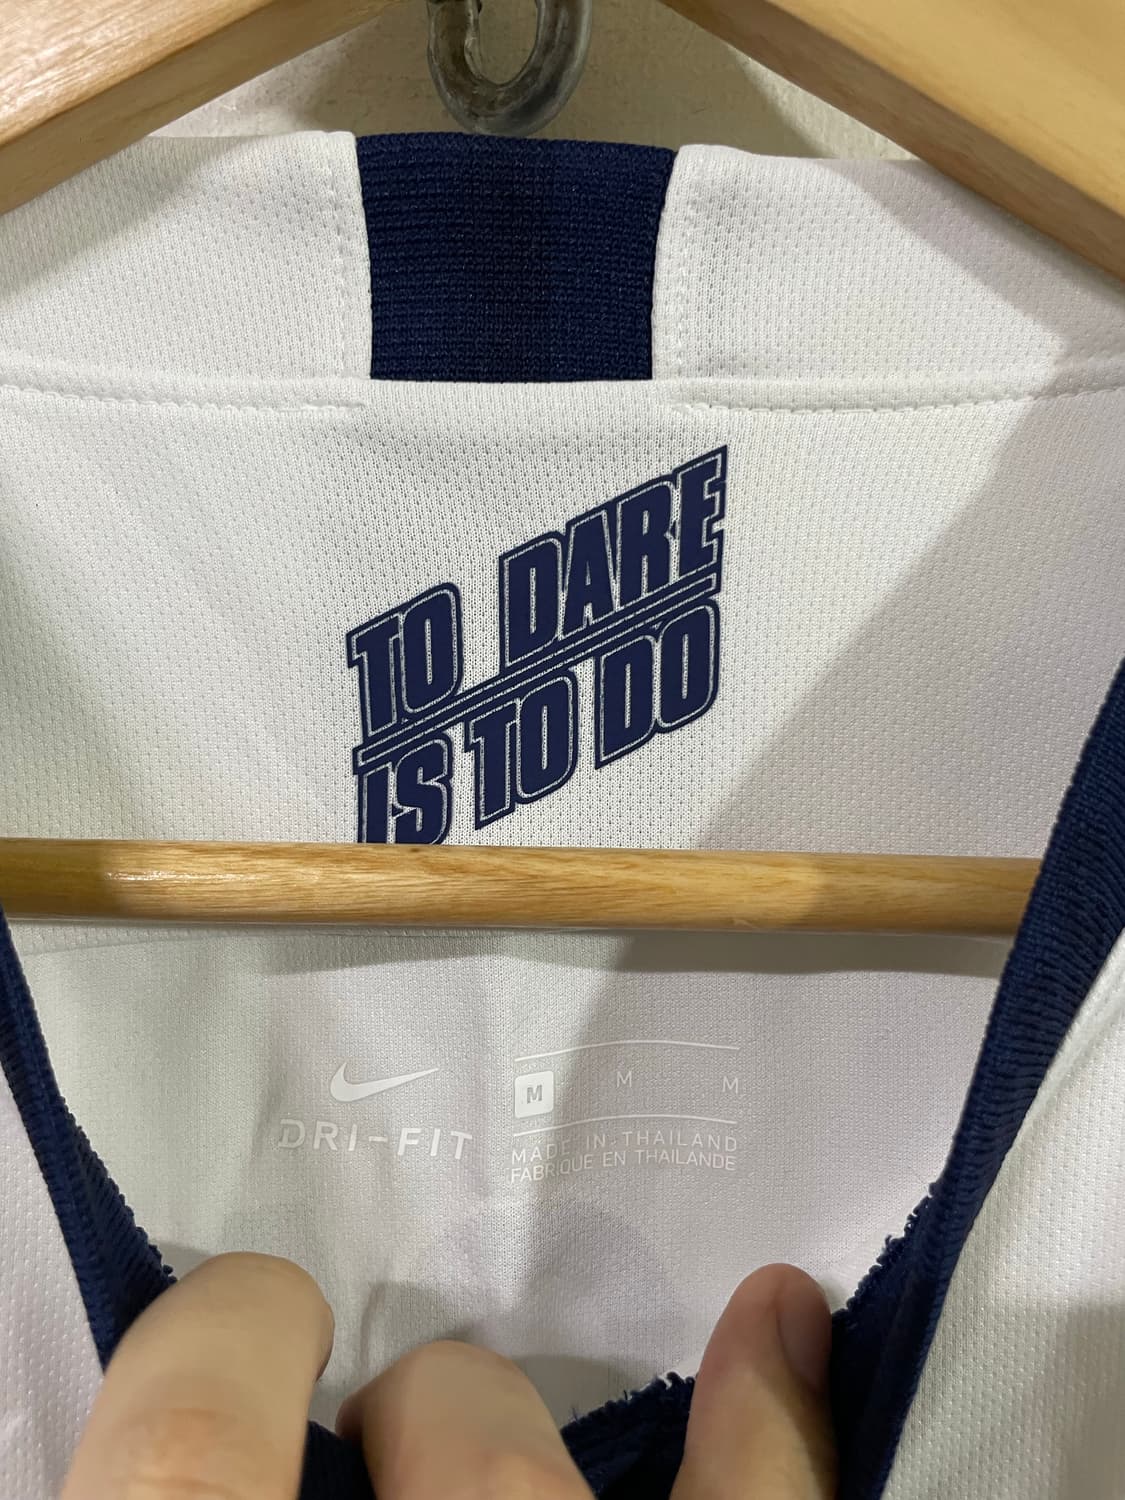 TO DARE
IS TO DO
M M M
DRI-FIT
MADE IN THAILAND
FABRIQUE EN THAILANDE